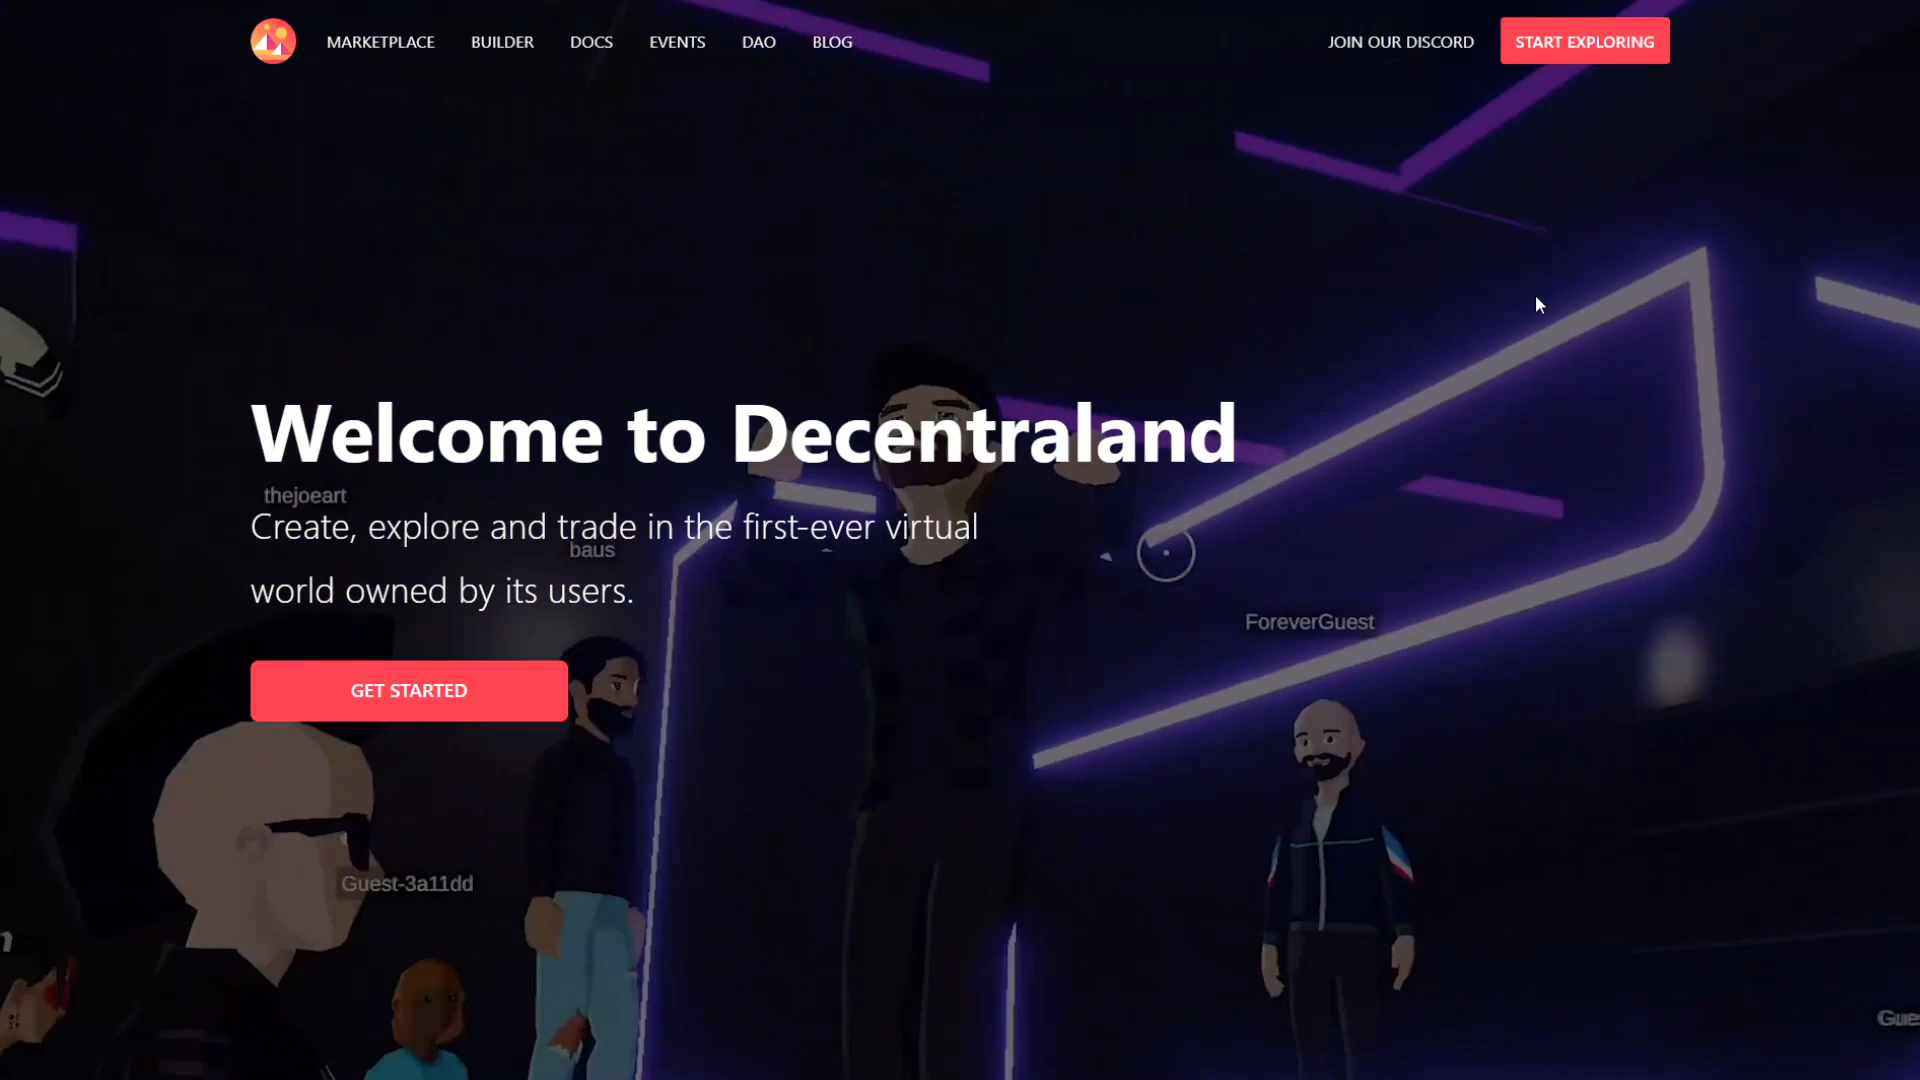 MARKETPLACE BUILDER DOCS EVENTS DAO BLOG JOIN OUR DISCORD START EXPLORING
Welcome to Decentraland
thejoeart
Create, explore and trade in the first-ever virtual
baus
world owned by its users.
ForeverGuest
GET STARTED
Guest-3a11dd